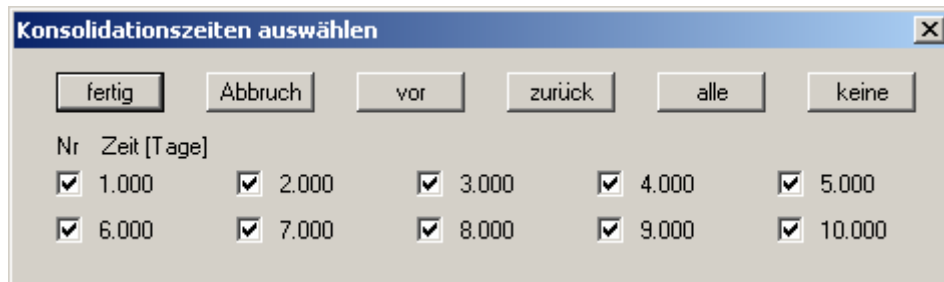 Konsolidationszeiten auswählen
fertig Abbruch vor zurück alle keine
Nr Zeit [Tage]
1.000 2.000 3.000 4.000 5.000
6.000 7.000 8.000 9.000 10.000